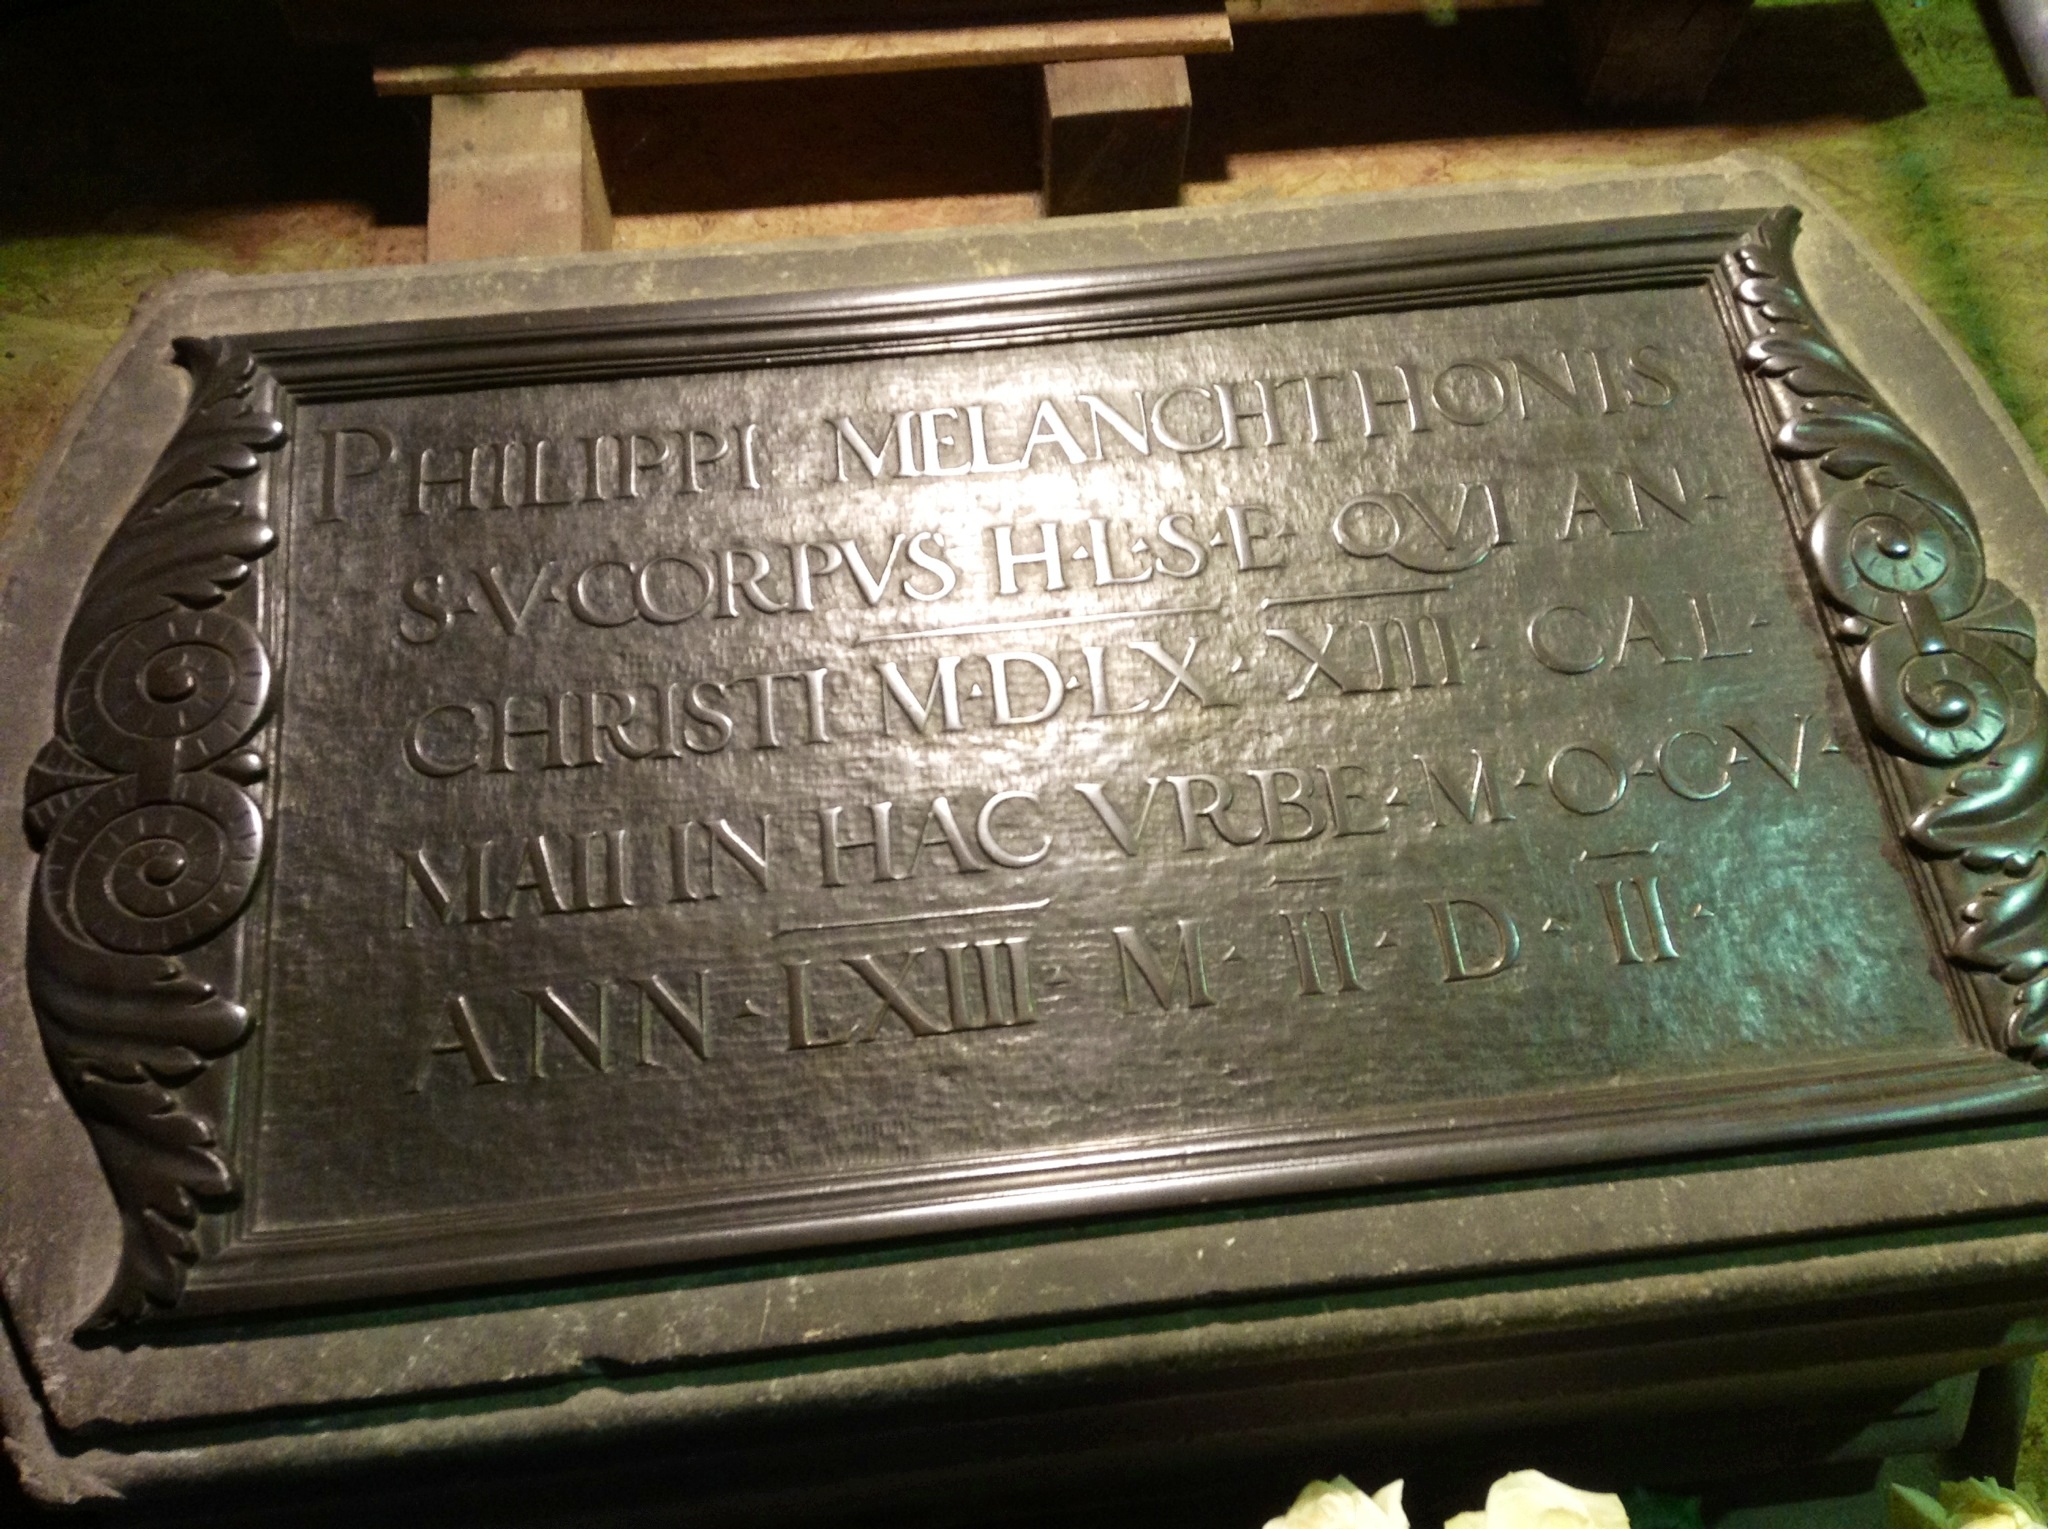 PHILIPPI MELANCHTHONIS
S·V·CORPVS H·L·S·E· QVI AN·
CHRISTI M·D·LX· XIII· CAL·
MAII IN HAC VRBE·M·O·C·V·
ANN·LXIII· M·II·D·II·